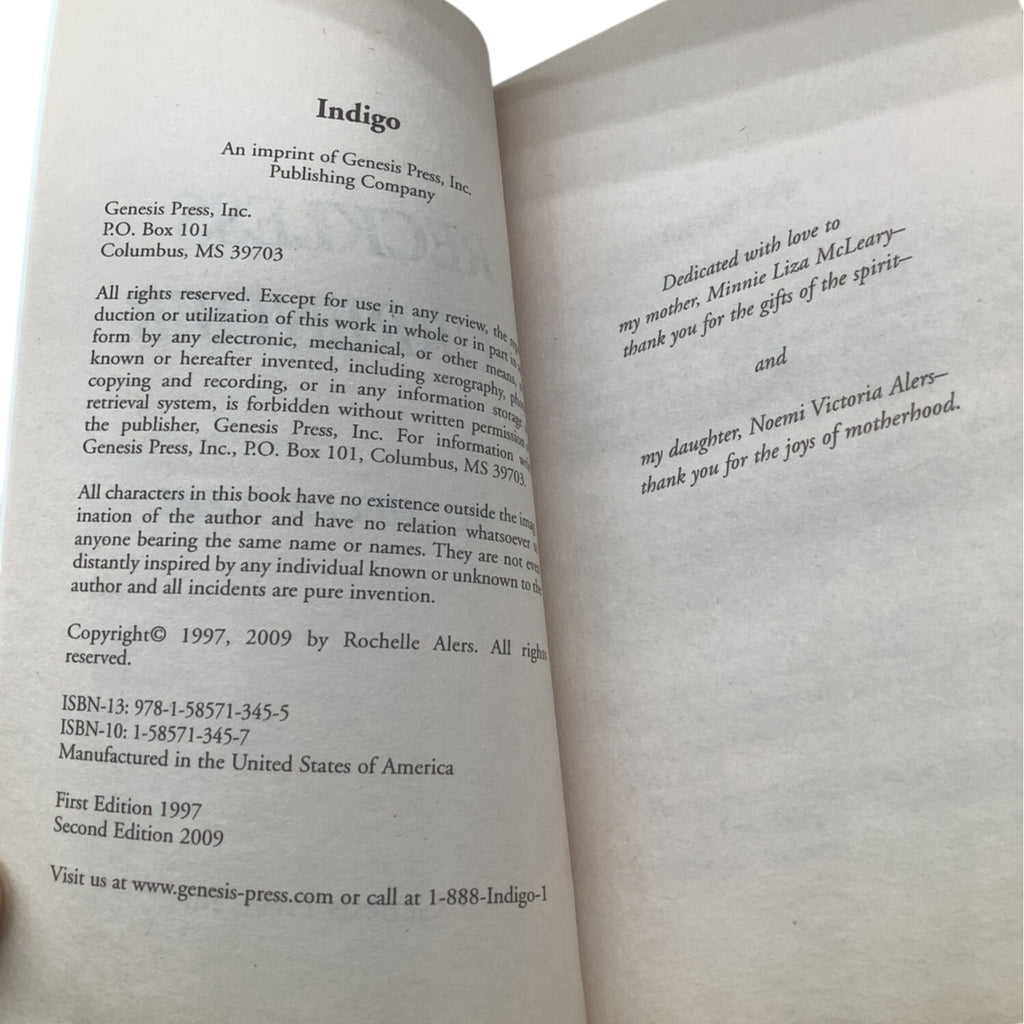 Indigo
An imprint of Genesis Press, Inc.
Publishing Company
Genesis Press, Inc.
P.O. Box 101
Columbus, MS 39703
All rights reserved. Except for use in any review, the
duction or utilization of this work in whole or in part in
form by any electronic, mechanical, or other means,
known or hereafter invented, including xerography,
copying and recording, or in any information storage
retrieval system, is forbidden without written permission
the publisher, Genesis Press, Inc. For information
Genesis Press, Inc., P.O. Box 101, Columbus, MS 39703.
All characters in this book have no existence outside the imag
ination of the author and have no relation whatsoever
anyone bearing the same name or names. They are not even
distantly inspired by any individual known or unknown to the
author and all incidents are pure invention.
Copyright© 1997, 2009 by Rochelle Alers. All rights
reserved.
ISBN-13: 978-1-58571-345-5
ISBN-10: 1-58571-345-7
Manufactured in the United States of America
First Edition 1997
Second Edition 2009
Visit us at www.genesis-press.com or call at 1-888-Indigo-1
Dedicated with love to
my mother, Minnie Liza McLeary–
thank you for the gifts of the spirit–
and
my daughter, Noemi Victoria Alers–
thank you for the joys of motherhood.